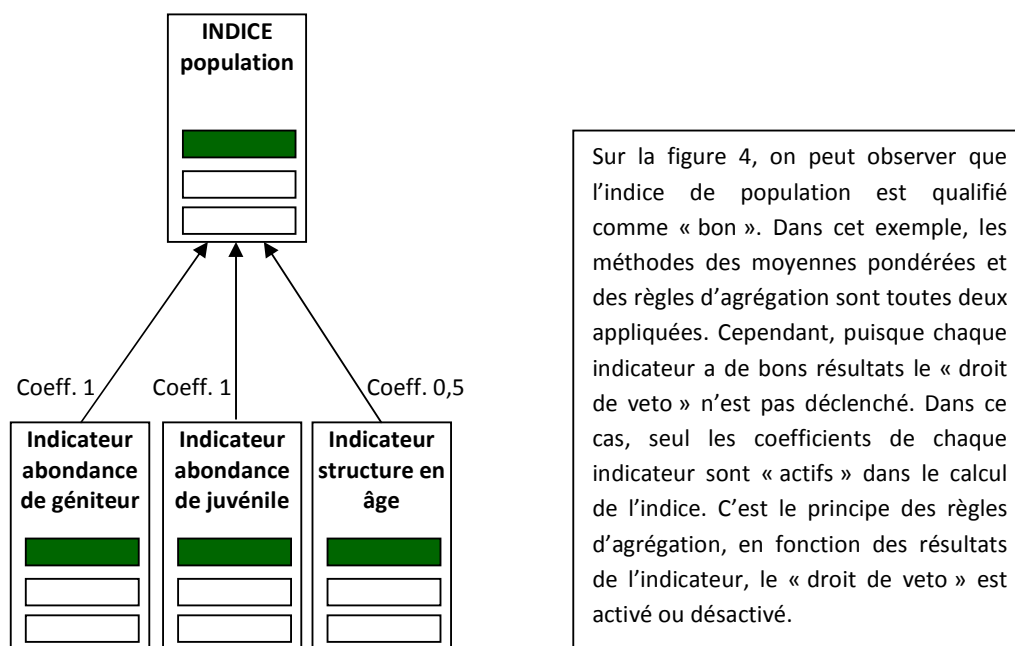 INDICE
population
Coeff. 1
Coeff. 1
Coeff. 0,5
Indicateur
abondance
de géniteur
Indicateur
abondance
de juvénile
Indicateur
structure en
âge
Sur la figure 4, on peut observer que
l’indice de population est qualifié
comme « bon ». Dans cet exemple, les
méthodes des moyennes pondérées et
des règles d’agrégation sont toutes deux
appliquées. Cependant, puisque chaque
indicateur a de bons résultats le « droit
de veto » n’est pas déclenché. Dans ce
cas, seul les coefficients de chaque
indicateur sont « actifs » dans le calcul
de l’indice. C’est le principe des règles
d’agrégation, en fonction des résultats
de l’indicateur, le « droit de veto » est
activé ou désactivé.